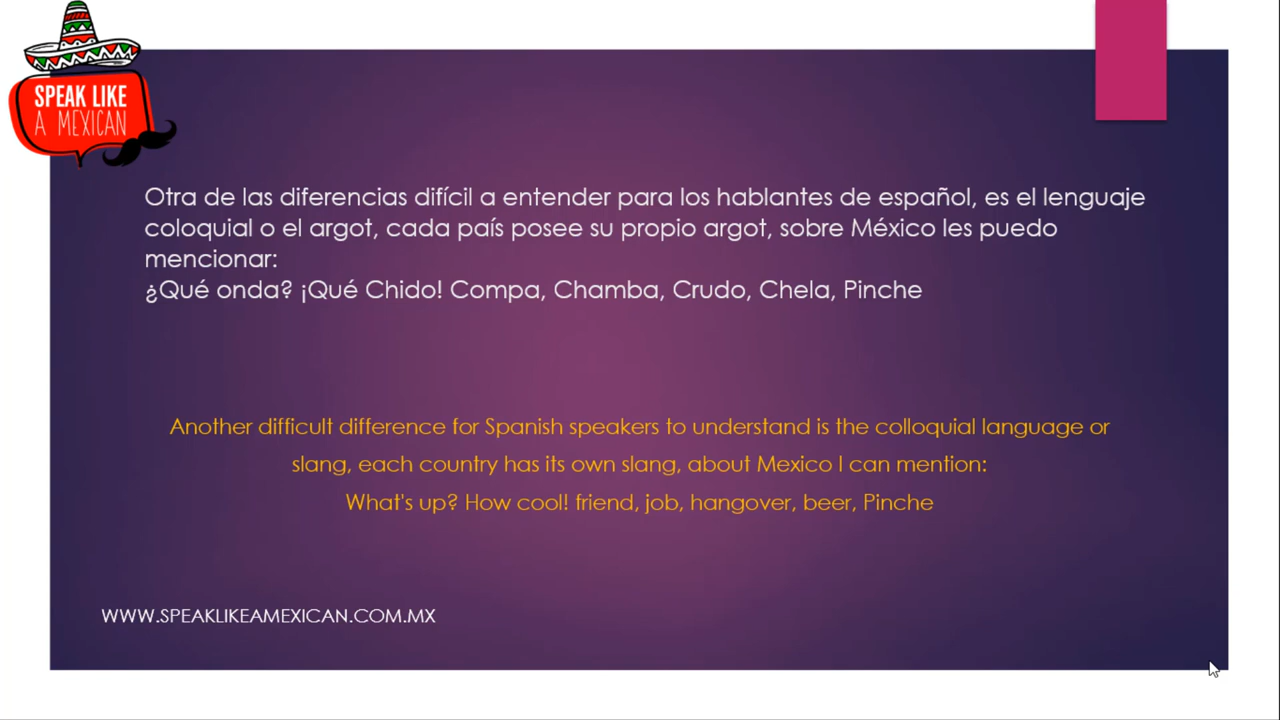 SPEAK LIKE
A MEXICAN
Otra de las diferencias difícil a entender para los hablantes de español, es el lenguaje
coloquial o el argot, cada país posee su propio argot, sobre México les puedo
mencionar:
¿Qué onda? ¡Qué Chido! Compa, Chamba, Crudo, Chela, Pinche
Another difficult difference for Spanish speakers to understand is the colloquial language or
slang, each country has its own slang, about Mexico I can mention:
What's up? How cool! friend, job, hangover, beer, Pinche
WWW.SPEAKLIKEAMEXICAN.COM.MX